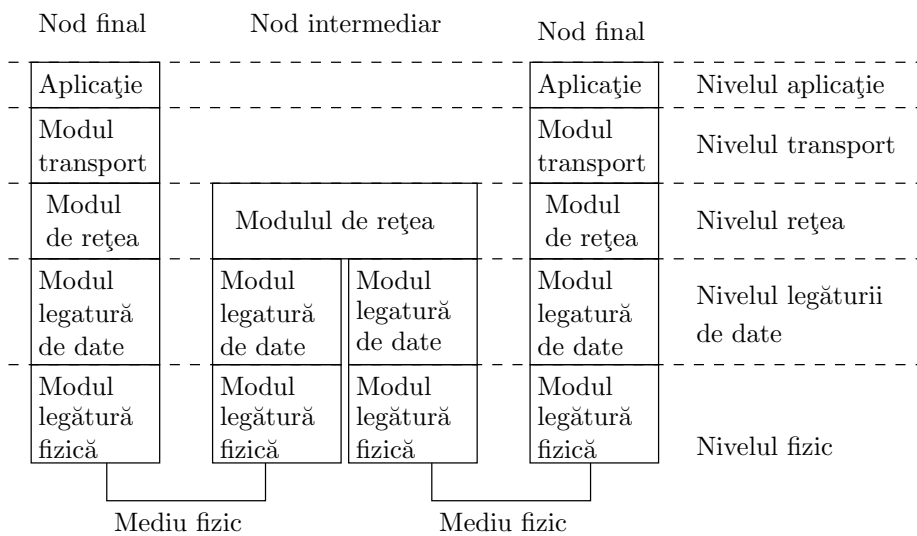 Nod final
Nod intermediar
Nod final
Aplicaţie
Aplicaţie
Nivelul aplicaţie
Modul
transport
Modul
transport
Nivelul transport
Modul
de reţea
Modulul de reţea
Modul
de reţea
Nivelul reţea
Modul
legatură
de date
Modul
legatură
de date
Modul
legatură
de date
Modul
legatură
de date
Nivelul legăturii
de date
Modul
legătură
fizică
Modul
legătură
fizică
Modul
legătură
fizică
Modul
legătură
fizică
Nivelul fizic
Mediu fizic
Mediu fizic